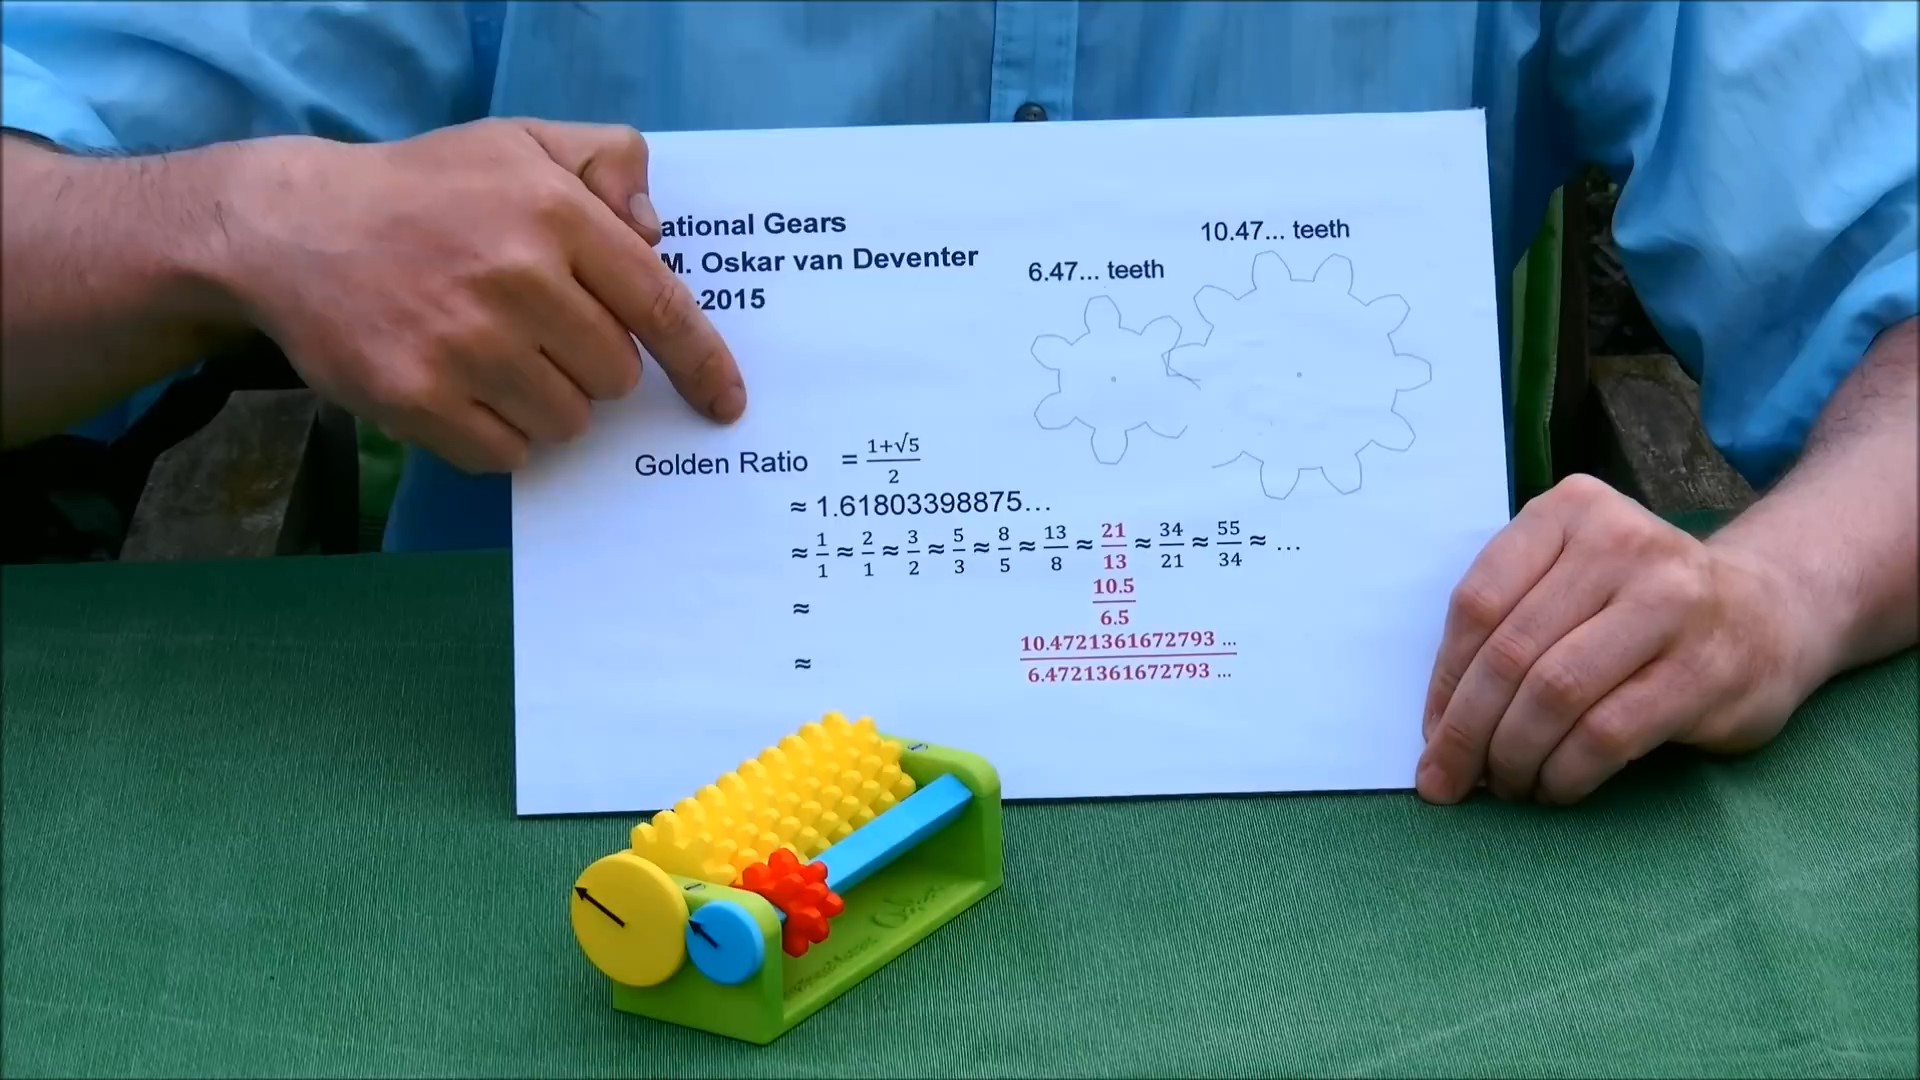 ational Gears
M. Oskar van Deventer
-2015
10.47... teeth
6.47... teeth
Golden Ratio = (1+√5)/2
≈ 1.61803398875...
≈ 1/1 ≈ 2/1 ≈ 3/2 ≈ 5/3 ≈ 8/5 ≈ 13/8 ≈ 21/13 ≈ 34/21 ≈ 55/34 ≈ ...
≈ 10.5/6.5
≈ 10.4721361672793 .../6.4721361672793 ...